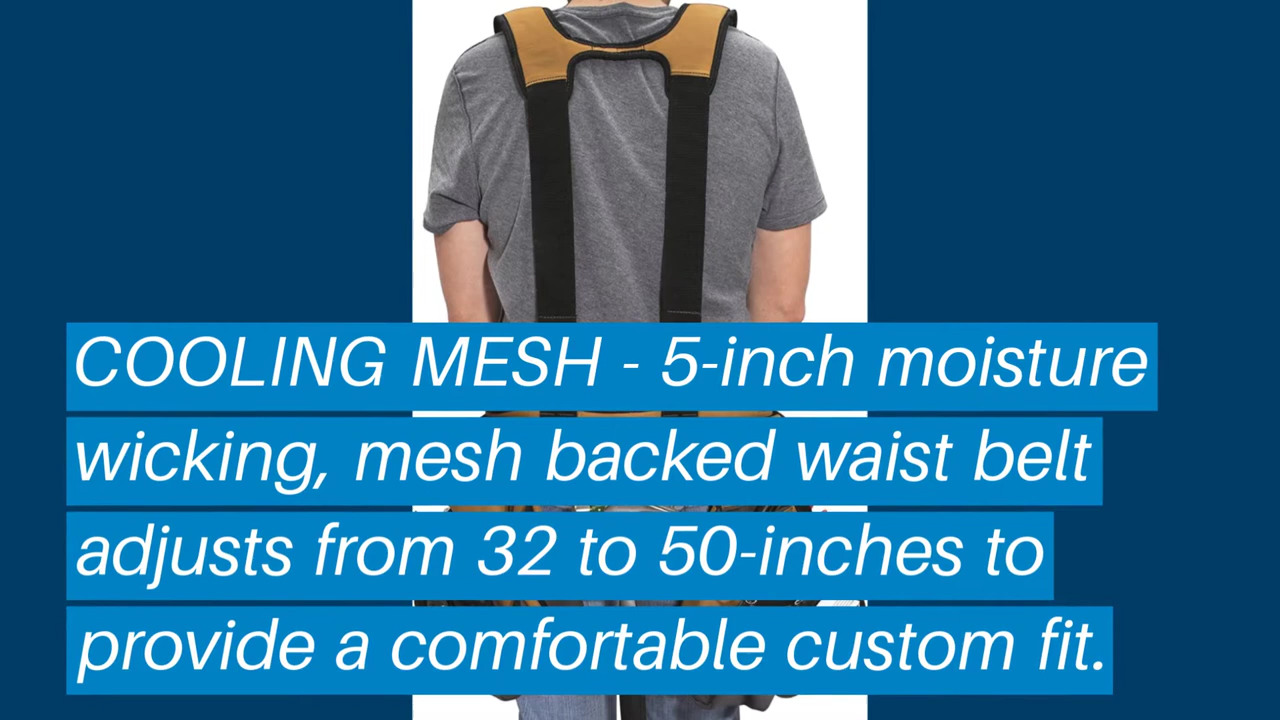 COOLING MESH - 5-inch moisture
wicking, mesh backed waist belt
adjusts from 32 to 50-inches to
provide a comfortable custom fit.